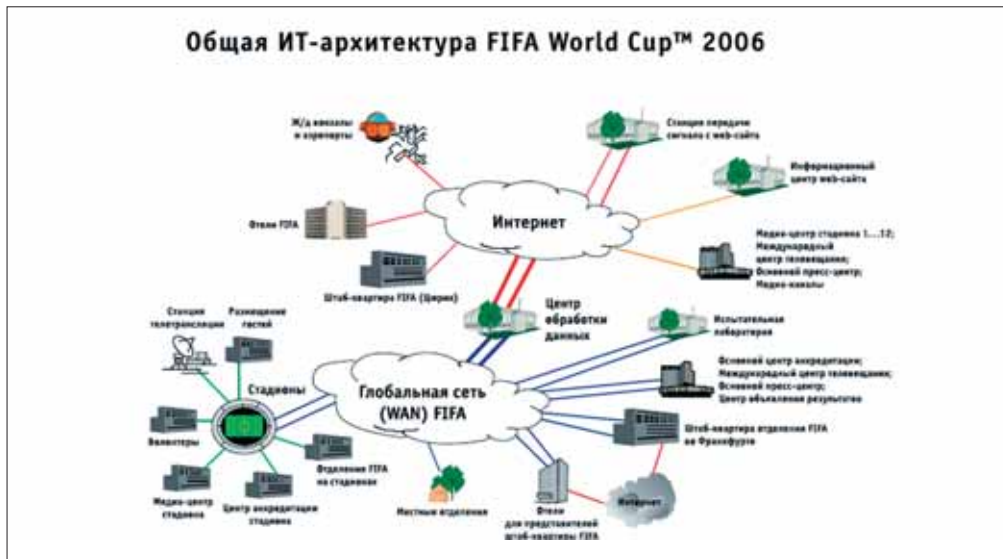 Общая ИТ-архитектура FIFA World Cup™ 2006
Ж/д вокзалы
и аэропорты
Станция передачи
сигнала с web-сайта
Информационный
центр web-сайта
Отели FIFA
Интернет
Медиа-центр стадиона 1...12;
Международный
центр телевещания;
Основной пресс-центр;
Медиа-каналы
Штаб-квартира FIFA (Цюрих)
Центр
обработки
данных
Испытательная
лаборатория
Станция
телетрансляции
Размещение
гостей
Стадионы
Глобальная сеть
(WAN) FIFA
Основной центр аккредитации;
Международный центр телевещания;
Основной пресс-центр;
Центр объявления результатов
Штаб-квартира отделения FIFA
во Франкфурте
Волонтеры
Отделение FIFA
на стадионах
Медиа-центр
стадиона
Центр аккредитации
стадиона
Местные отделения
Отели
для представителей
штаб-квартиры FIFA
Интернет